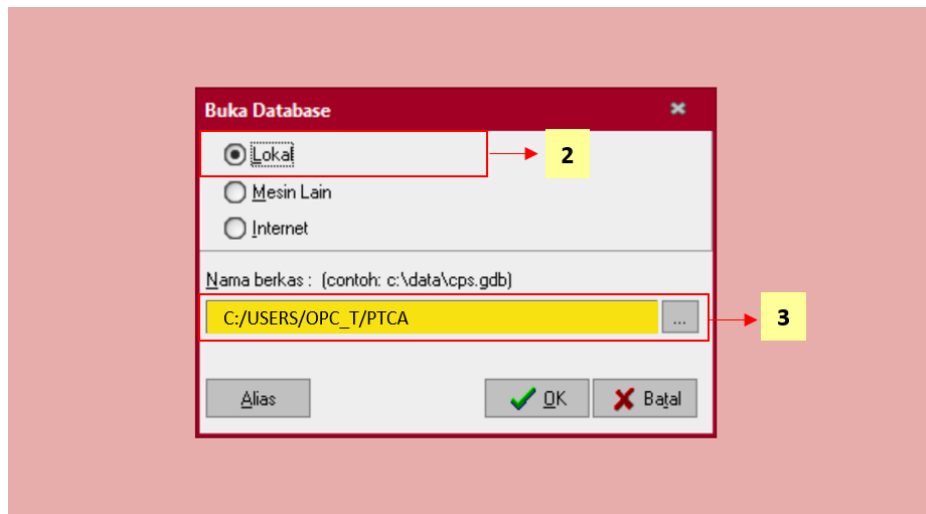 Buka Database
Lokal
2
Mesin Lain
Internet
Nama berkas : (contoh: c:\data\cps.gdb)
C:/USERS/OPC_T/PTCA
...
3
Alias
OK
Batal